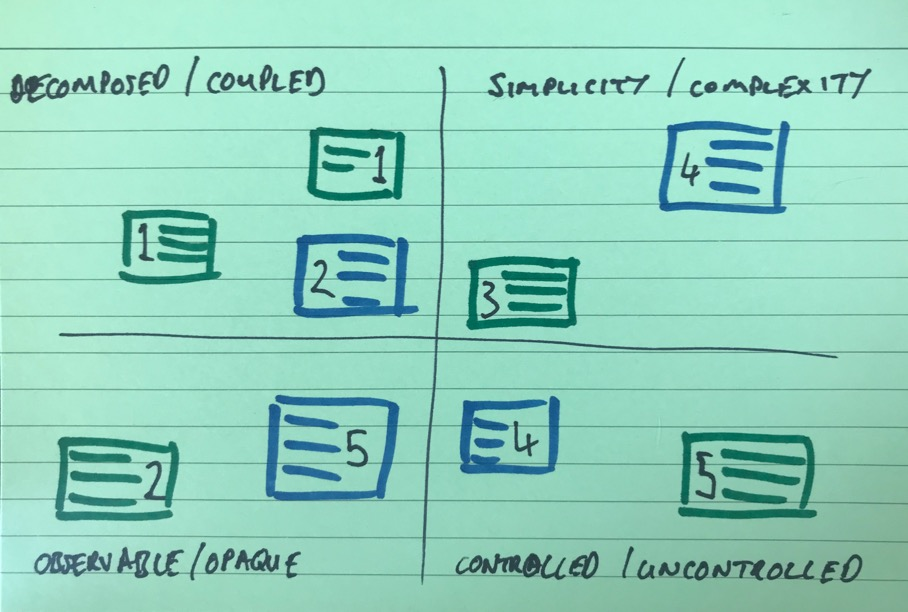 DECOMPOSED / COUPLED
SIMPLICITY / COMPLEXITY
1
4
1
2
3
5
4
2
5
OBSERVABLE / OPAQUE
CONTROLLED / UNCONTROLLED